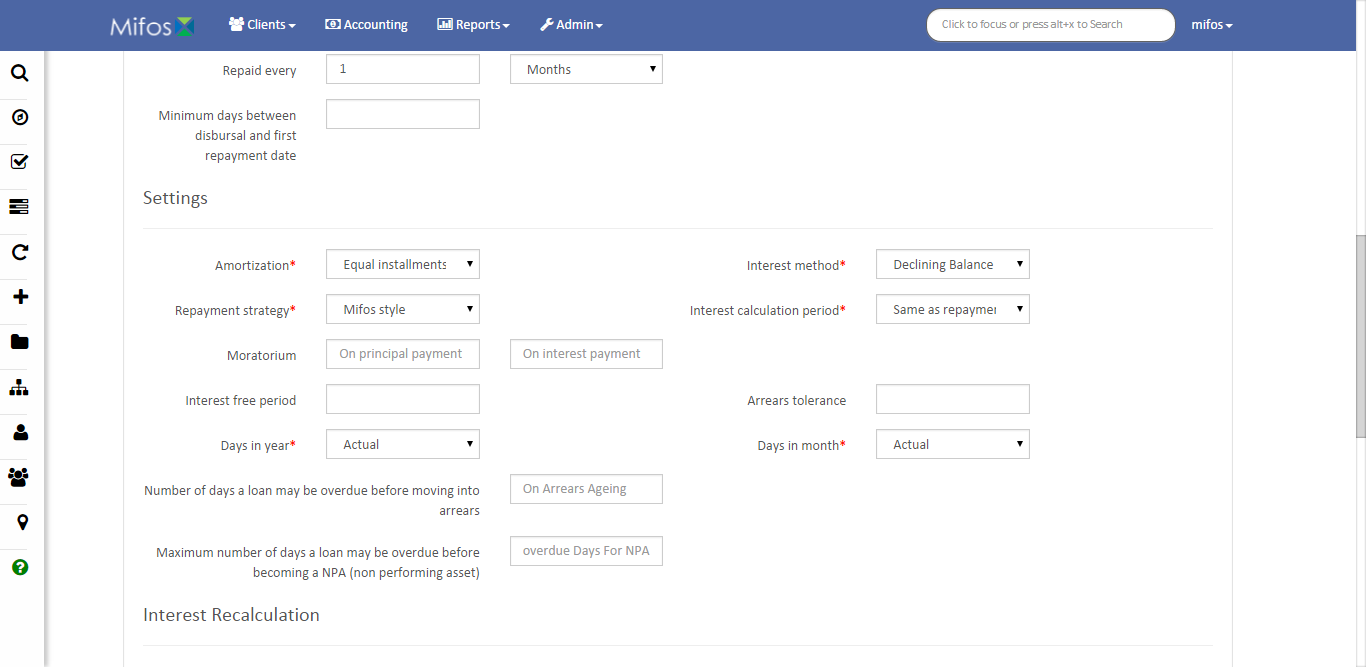 Mifos Clients Accounting Reports Admin Click to focus or press alt+x to Search mifos
Repaid every 1 Months
Minimum days between
disbursal and first
repayment date
Settings
Amortization* Equal installments Interest method* Declining Balance
Repayment strategy* Mifos style Interest calculation period* Same as repaymer
Moratorium On principal payment On interest payment
Interest free period Arrears tolerance
Days in year* Actual Days in month* Actual
Number of days a loan may be overdue before moving into On Arrears Ageing
arrears
Maximum number of days a loan may be overdue before overdue Days For NPA
becoming a NPA (non performing asset)
Interest Recalculation